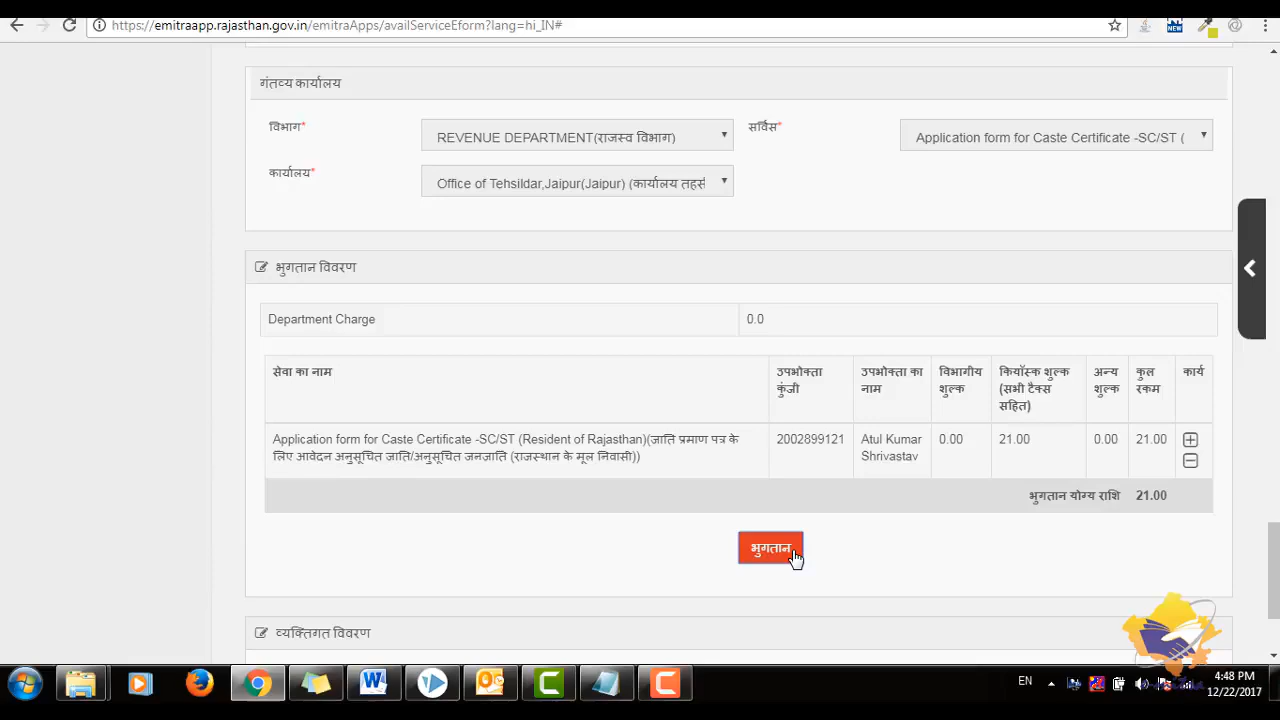 https://emitraapp.rajasthan.gov.in/emitraApps/availServiceEform?lang=hi_IN#
NEW
गंतव्य कार्यालय
विभाग*
REVENUE DEPARTMENT(राजस्व विभाग)
सर्विस*
Application form for Caste Certificate -SC/ST (
कार्यालय*
Office of Tehsildar,Jaipur(Jaipur) (कार्यालय तहसं
भुगतान विवरण
Department Charge
0.0
सेवा का नाम
उपभोक्ता
कुंजी
उपभोक्ता का
नाम
विभागीय
शुल्क
कियॉस्क शुल्क
(सभी टैक्स
सहित)
अन्य
शुल्क
कुल
रकम
कार्य
Application form for Caste Certificate -SC/ST (Resident of Rajasthan)(जाति प्रमाण पत्र के
लिए आवेदन अनुसूचित जाति/अनुसूचित जनजाति (राजस्थान के मूल निवासी))
2002899121
Atul Kumar
Shrivastav
0.00
21.00
0.00
21.00
भुगतान योग्य राशि 21.00
भुगतान
व्यक्तिगत विवरण
EN
4:48 PM
12/22/2017